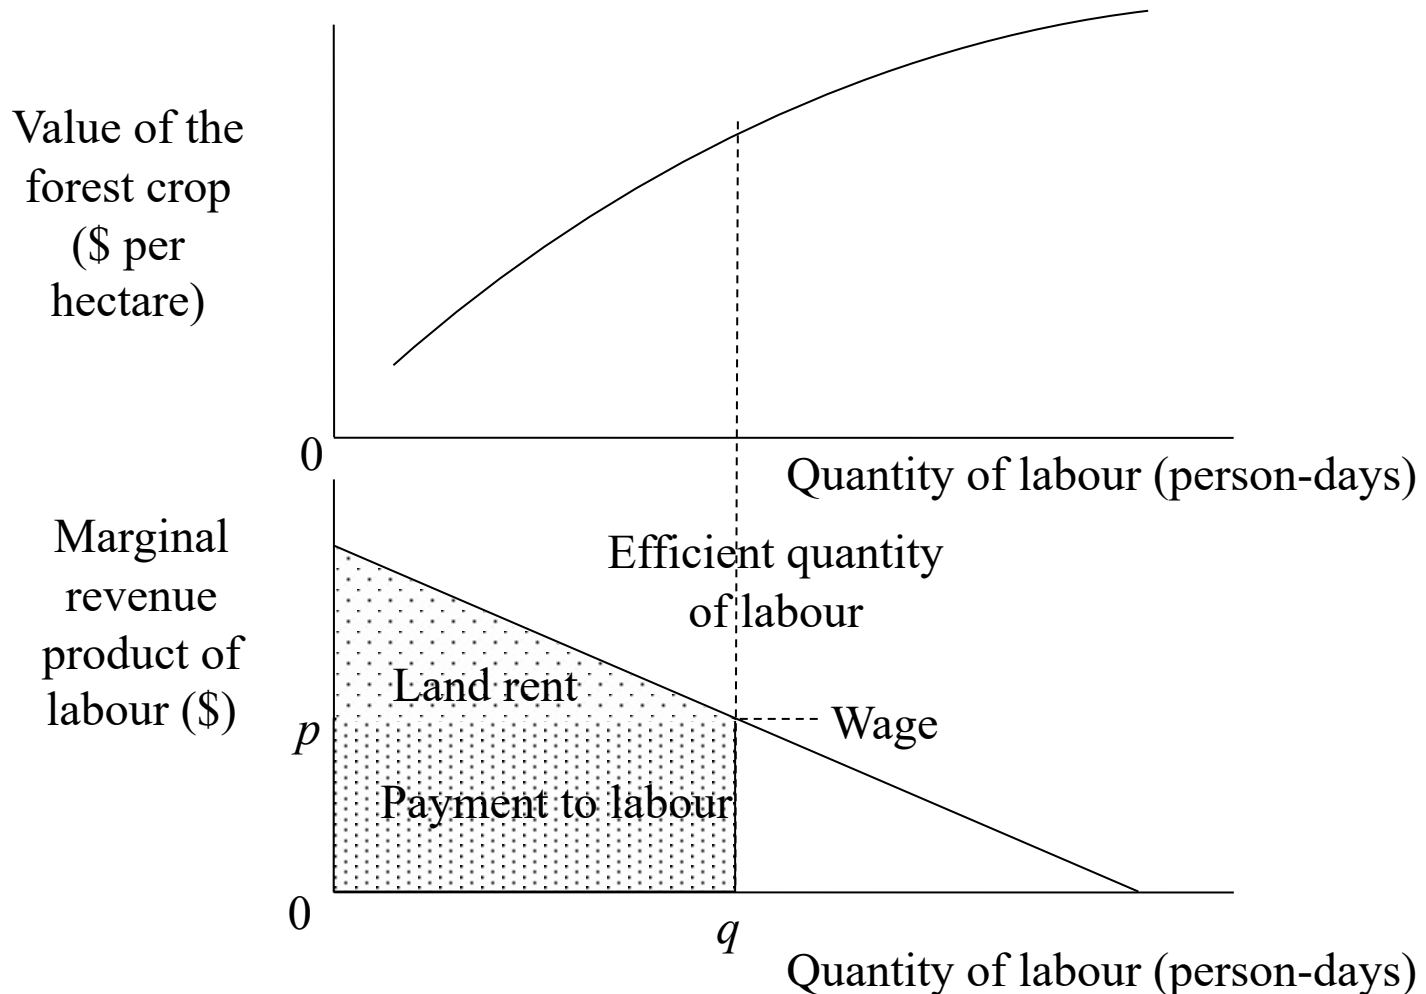 Value of the
forest crop
($ per
hectare)
0
Quantity of labour (person-days)
Marginal
revenue
product of
labour ($)
Efficient quantity
of labour
Land rent
p
Wage
Payment to labour
0
q
Quantity of labour (person-days)